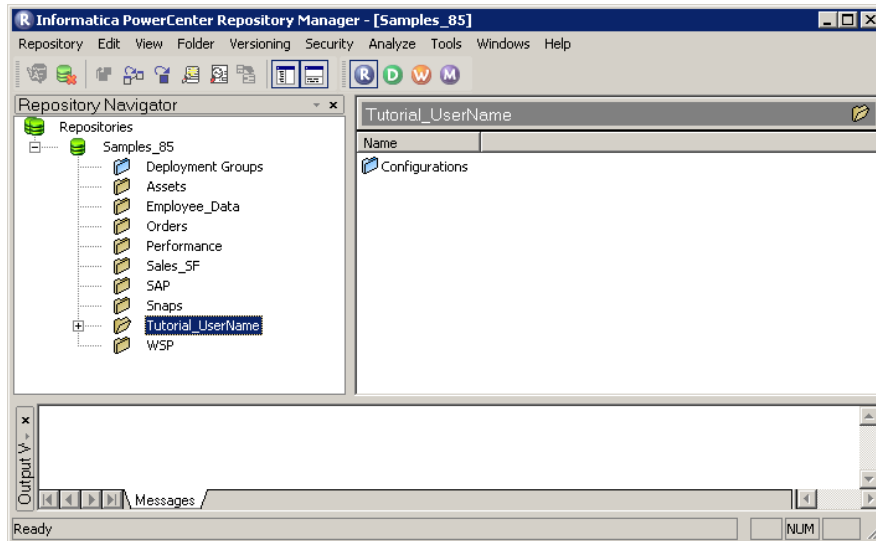 R Informatica PowerCenter Repository Manager - [Samples_85]
Repository Edit View Folder Versioning Security Analyze Tools Windows Help
R D W M
Repository Navigator
Repositories
Samples_85
Deployment Groups
Assets
Employee_Data
Orders
Performance
Sales_SF
SAP
Snaps
Tutorial_UserName
WSP
Tutorial_UserName
Name
Configurations
Output V
Messages
Ready
NUM